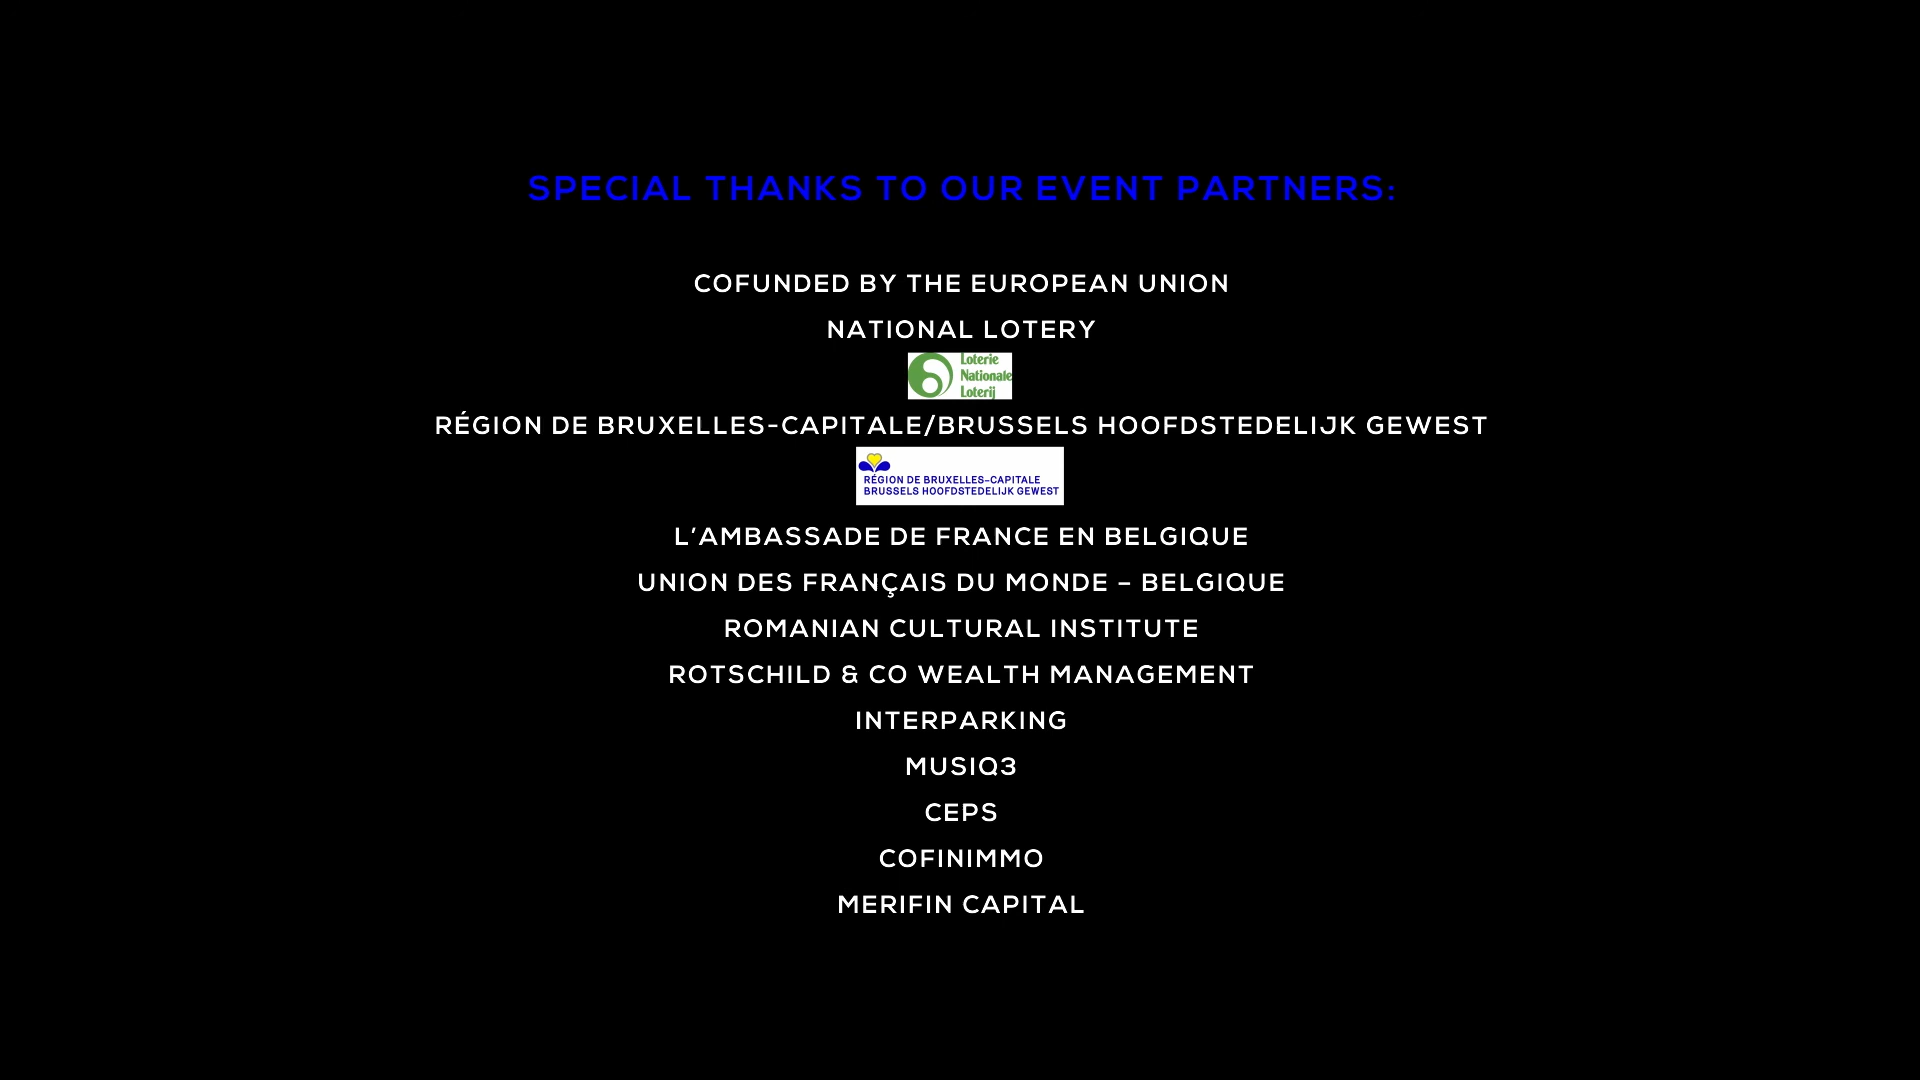 SPECIAL THANKS TO OUR EVENT PARTNERS:
COFUNDED BY THE EUROPEAN UNION
NATIONAL LOTERY
Loterie
Nationale
Loterij
RÉGION DE BRUXELLES-CAPITALE/BRUSSELS HOOFDSTEDELIJK GEWEST
RÉGION DE BRUXELLES-CAPITALE
BRUSSELS HOOFDSTEDELIJK GEWEST
L'AMBASSADE DE FRANCE EN BELGIQUE
UNION DES FRANÇAIS DU MONDE – BELGIQUE
ROMANIAN CULTURAL INSTITUTE
ROTSCHILD & CO WEALTH MANAGEMENT
INTERPARKING
MUSIQ3
CEPS
COFINIMMO
MERIFIN CAPITAL